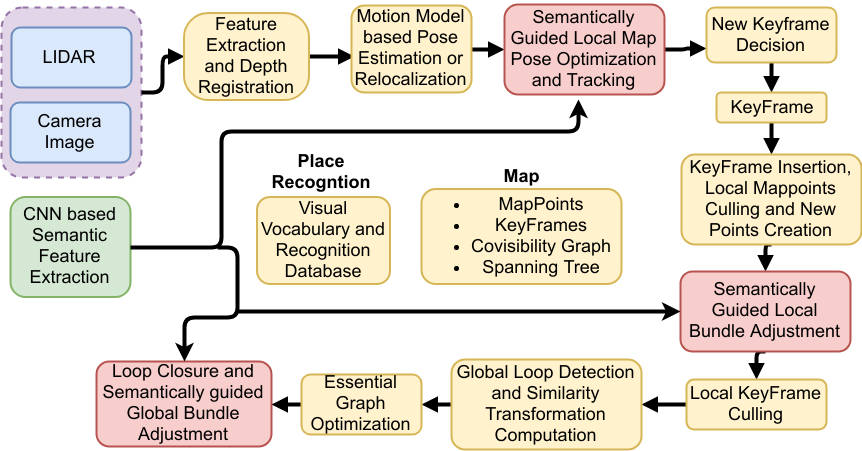 LIDAR
Camera
Image
Feature
Extraction
and Depth
Registration
Motion Model
based Pose
Estimation or
Relocalization
Semantically
Guided Local Map
Pose Optimization
and Tracking
New Keyframe
Decision
KeyFrame
KeyFrame Insertion,
Local Mappoints
Culling and New
Points Creation
CNN based
Semantic
Feature
Extraction
Place
Recogntion
Visual
Vocabulary and
Recognition
Database
Map
• MapPoints
• KeyFrames
• Covisibility Graph
• Spanning Tree
Semantically
Guided Local
Bundle Adjustment
Local KeyFrame
Culling
Global Loop Detection
and Similarity
Transformation
Computation
Essential
Graph
Optimization
Loop Closure and
Semantically guided
Global Bundle
Adjustment